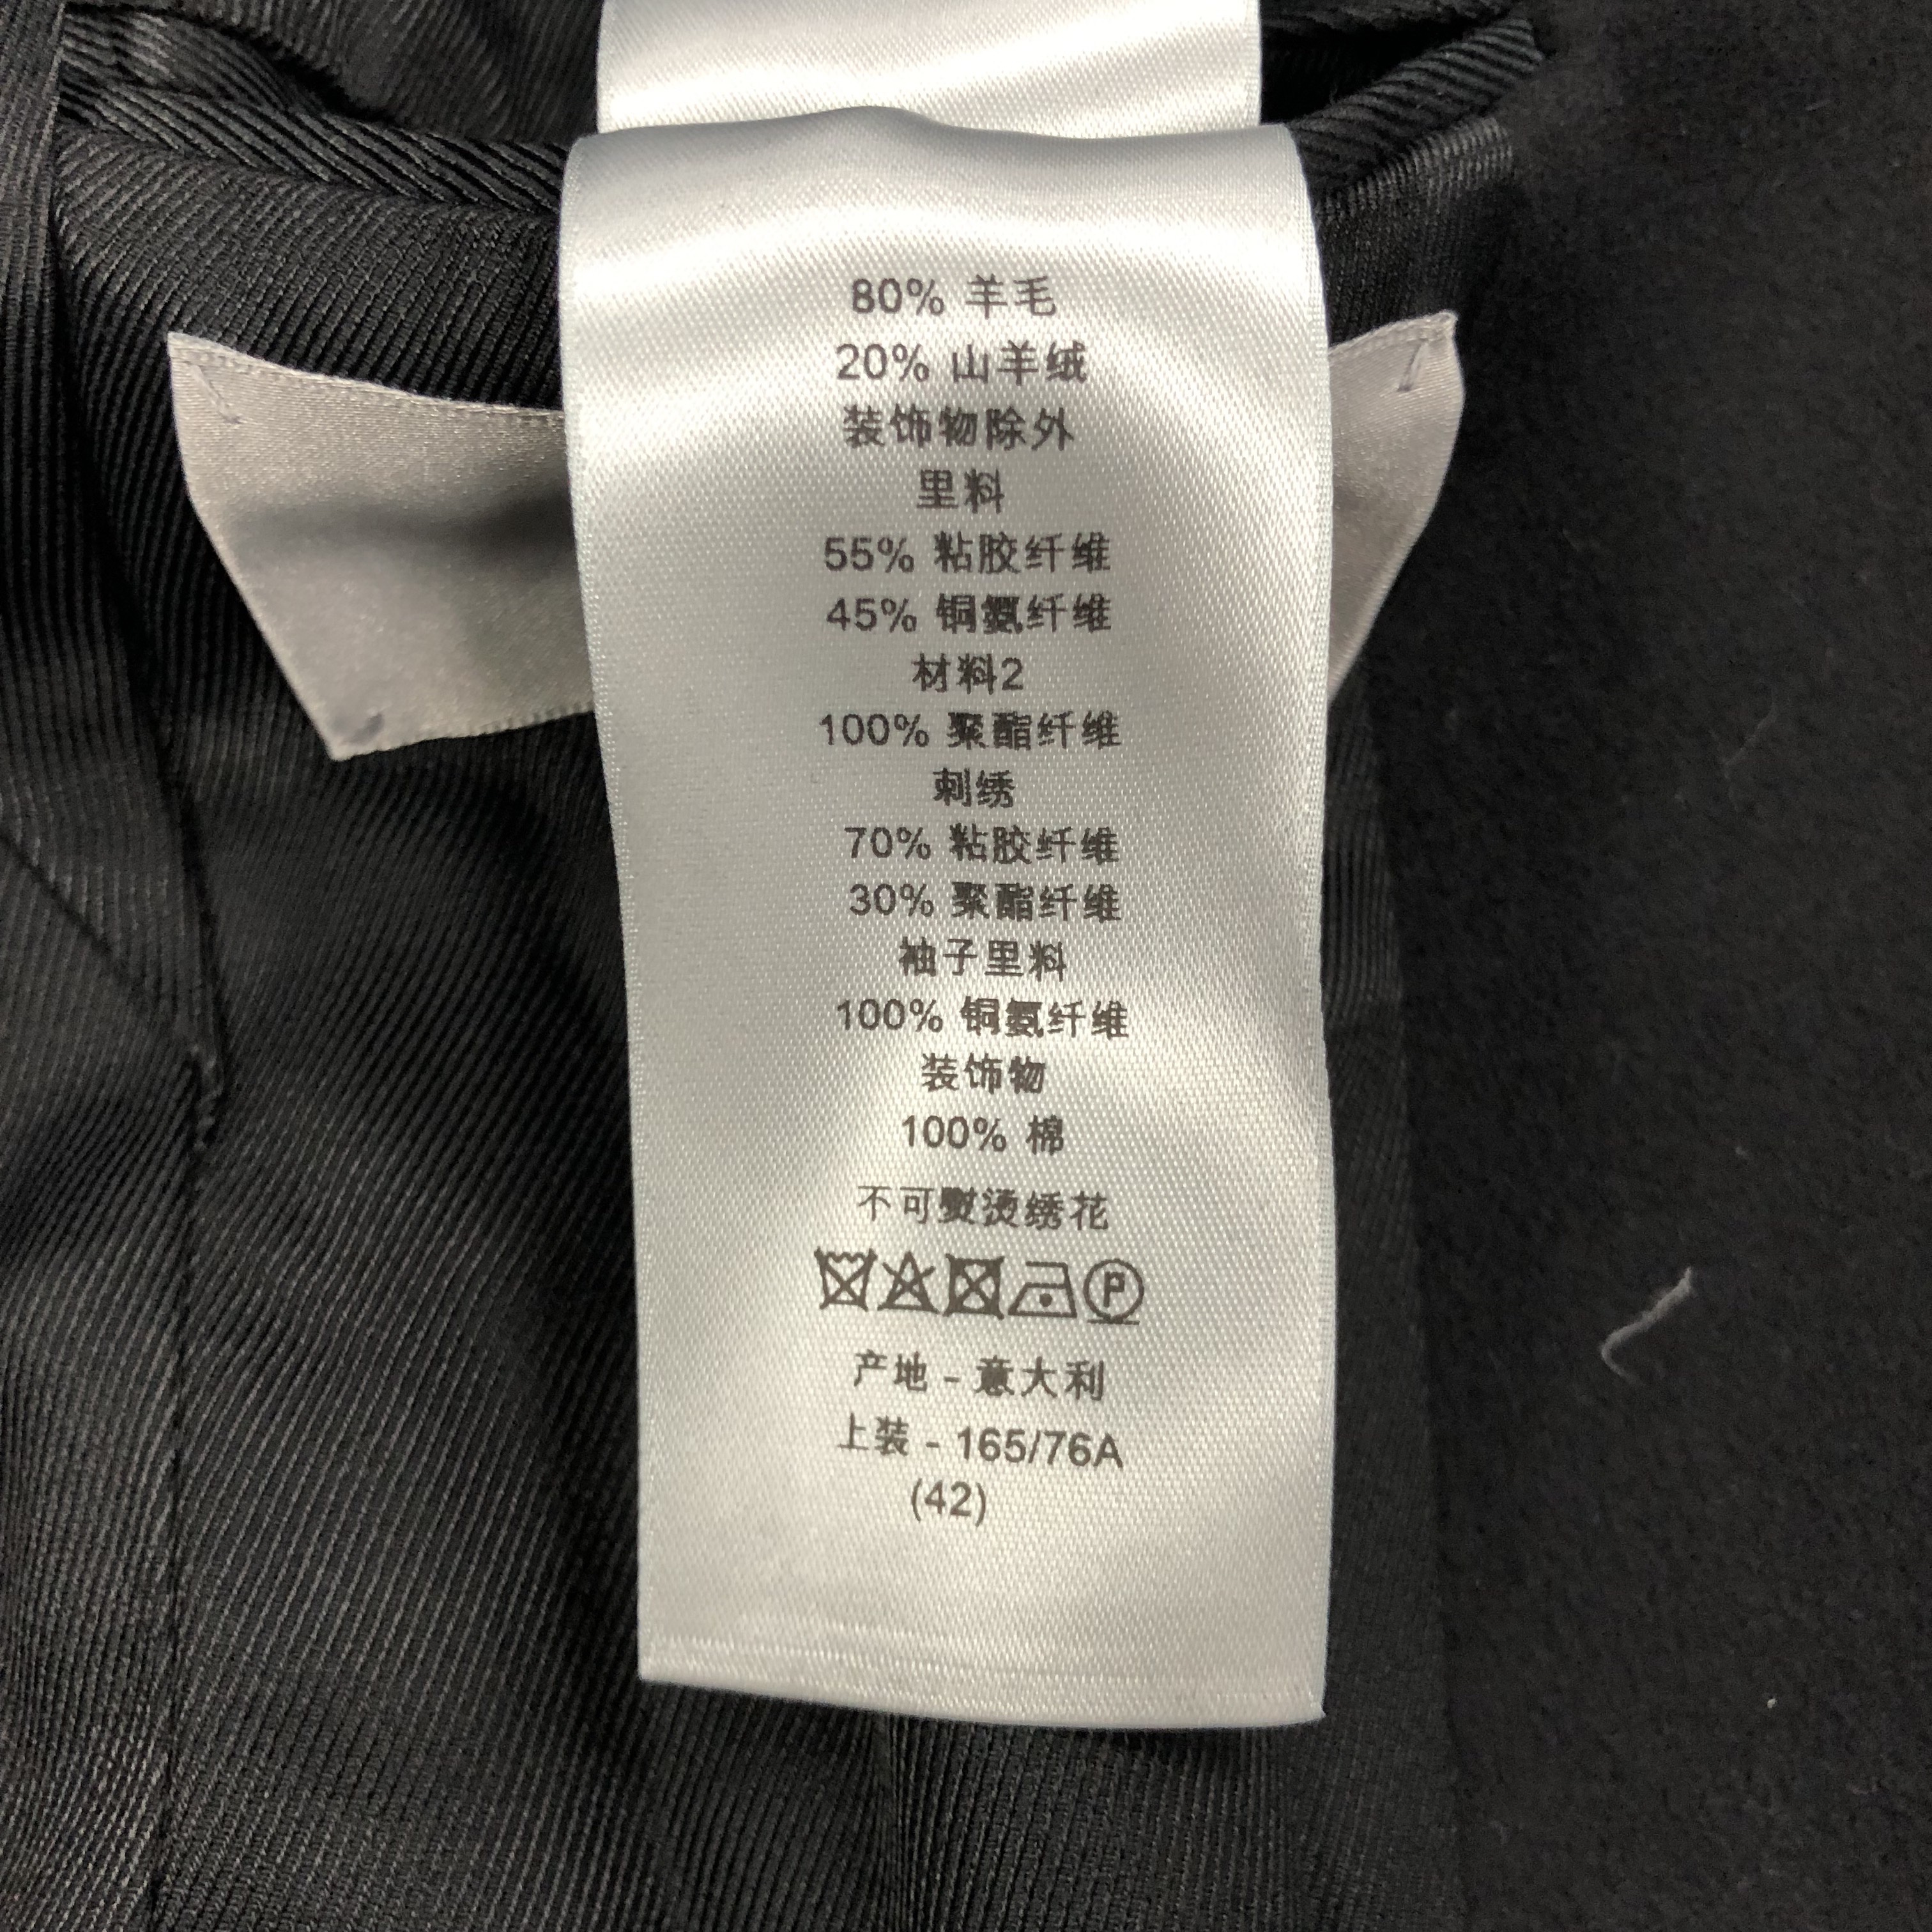 80% 羊毛
20% 山羊绒
装饰物除外
里料
55% 粘胶纤维
45% 铜氨纤维
材料2
100% 聚酯纤维
刺绣
70% 粘胶纤维
30% 聚酯纤维
袖子里料
100% 铜氨纤维
装饰物
100% 棉
不可熨烫绣花
P
产地 - 意大利
上装 - 165/76A
(42)